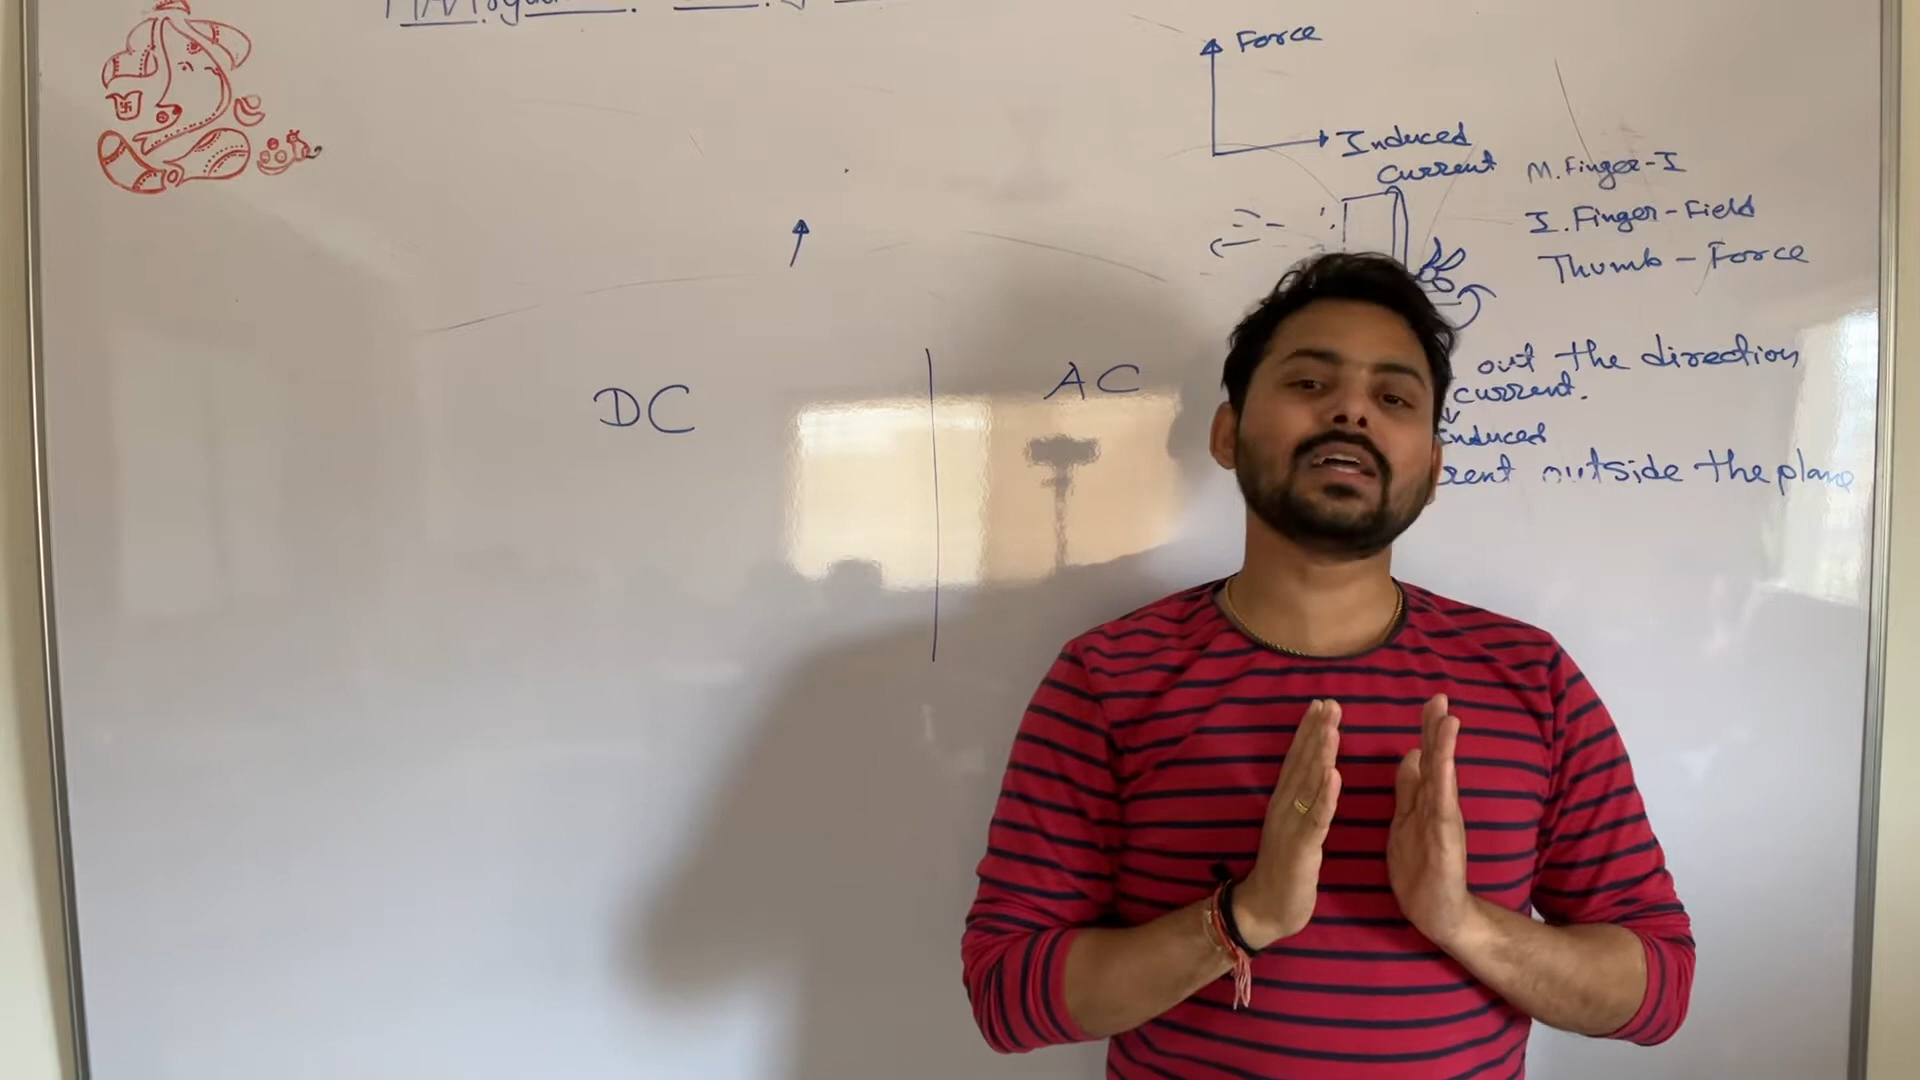 Force
Induced
Current
M. Finger-I
I. Finger-Field
Thumb - Force
DC
AC
out the direction
current.
induced
outside the plane